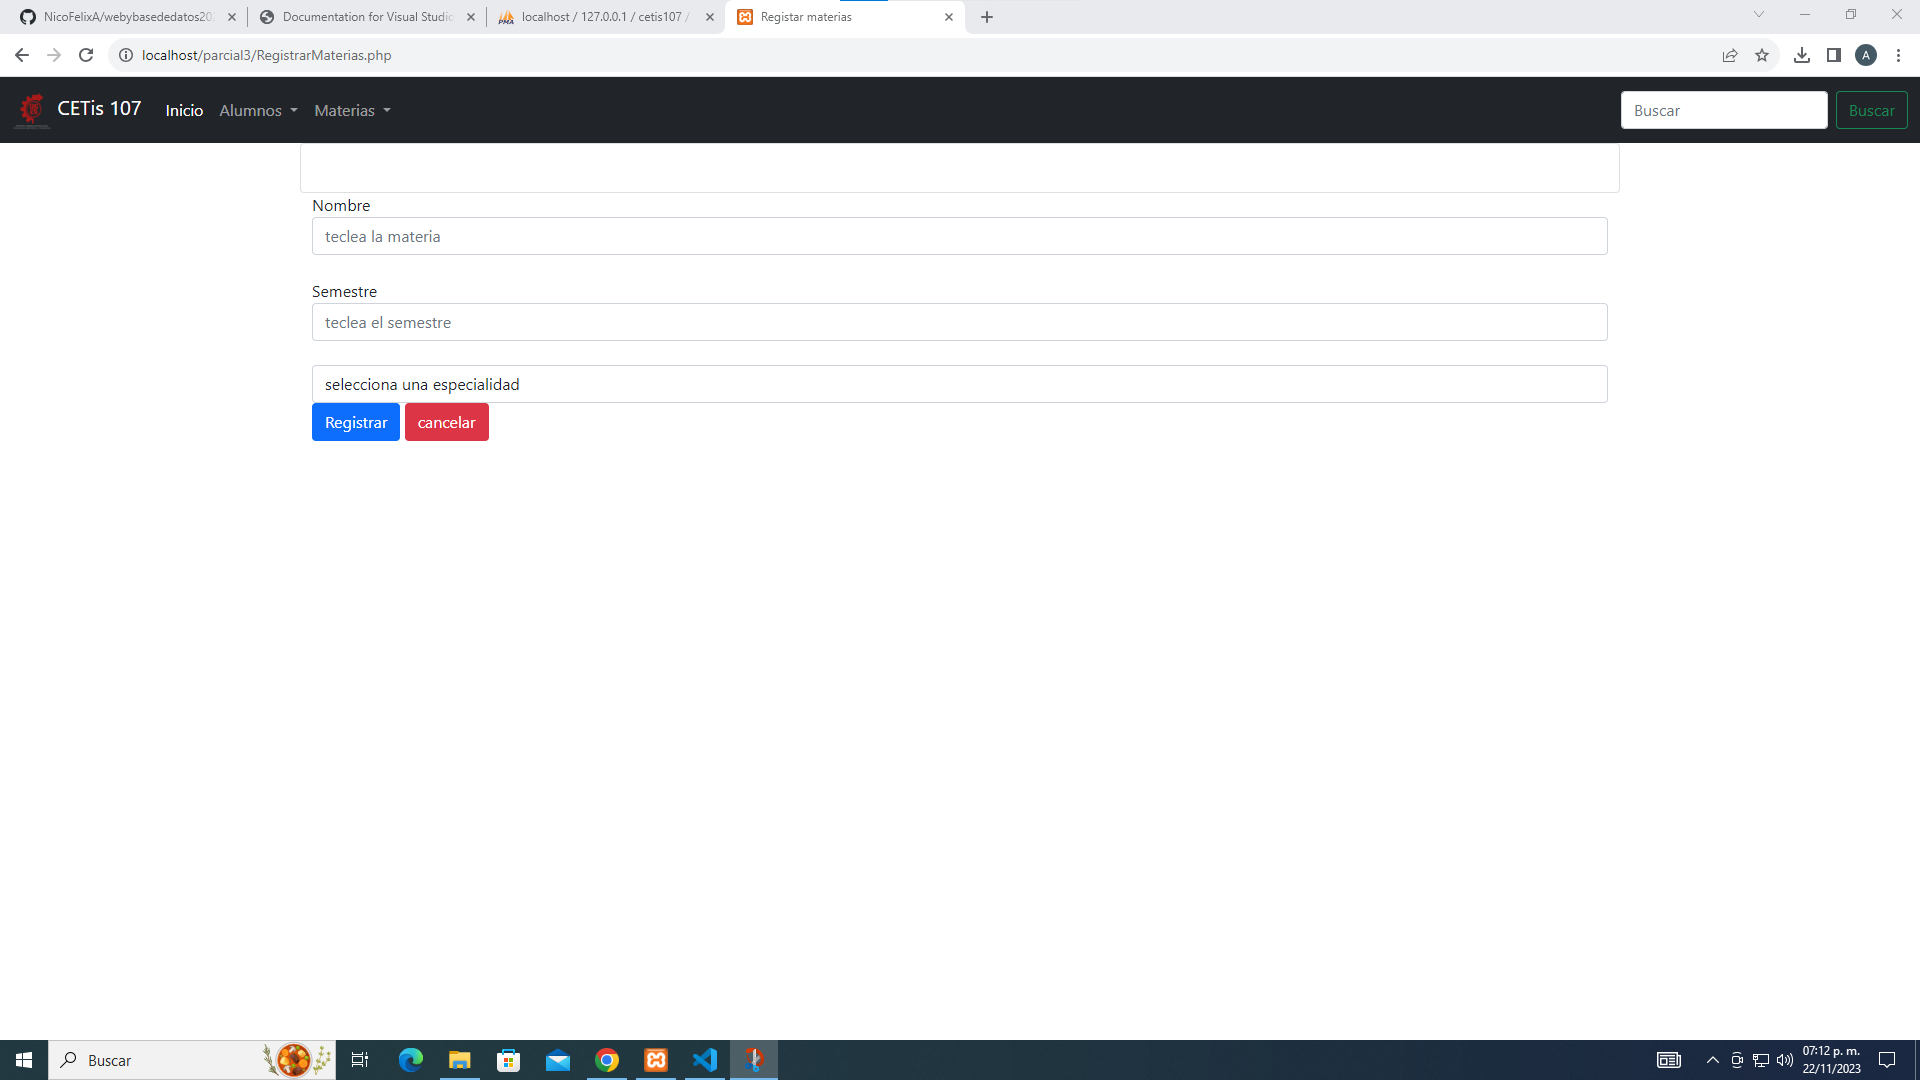 NicoFelixA/webybasededatos20
Documentation for Visual Studio
localhost / 127.0.0.1 / cetis107 /
Registar materias
localhost/parcial3/RegistrarMaterias.php
A
CETis 107
Inicio
Alumnos
Materias
Buscar
Buscar
Nombre
teclea la materia
Semestre
teclea el semestre
selecciona una especialidad
Registrar
cancelar
Buscar
07:12 p. m.
22/11/2023